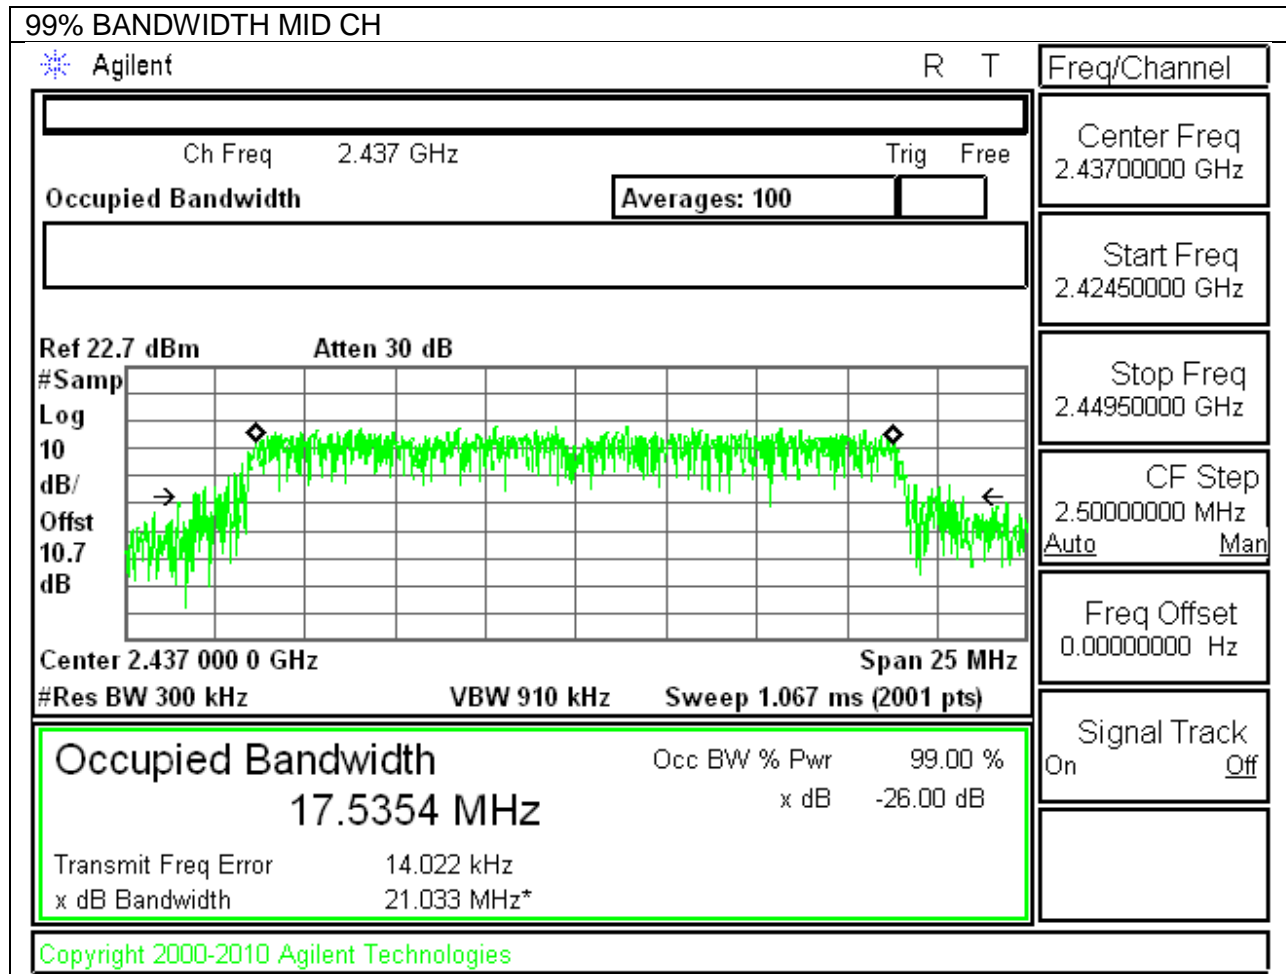 99% BANDWIDTH MID CH
Agilent R T
Ch Freq 2.437 GHz Trig Free
Occupied Bandwidth Averages: 100
Ref 22.7 dBm Atten 30 dB
#Samp
Log
10
dB/
Offst
10.7
dB
Center 2.437 000 0 GHz Span 25 MHz
#Res BW 300 kHz VBW 910 kHz Sweep 1.067 ms (2001 pts)
Occupied Bandwidth Occ BW % Pwr 99.00 %
17.5354 MHz x dB -26.00 dB
Transmit Freq Error 14.022 kHz
x dB Bandwidth 21.033 MHz*
Copyright 2000-2010 Agilent Technologies
Freq/Channel
Center Freq
2.43700000 GHz
Start Freq
2.42450000 GHz
Stop Freq
2.44950000 GHz
CF Step
2.50000000 MHz
Auto Man
Freq Offset
0.00000000 Hz
Signal Track
On Off